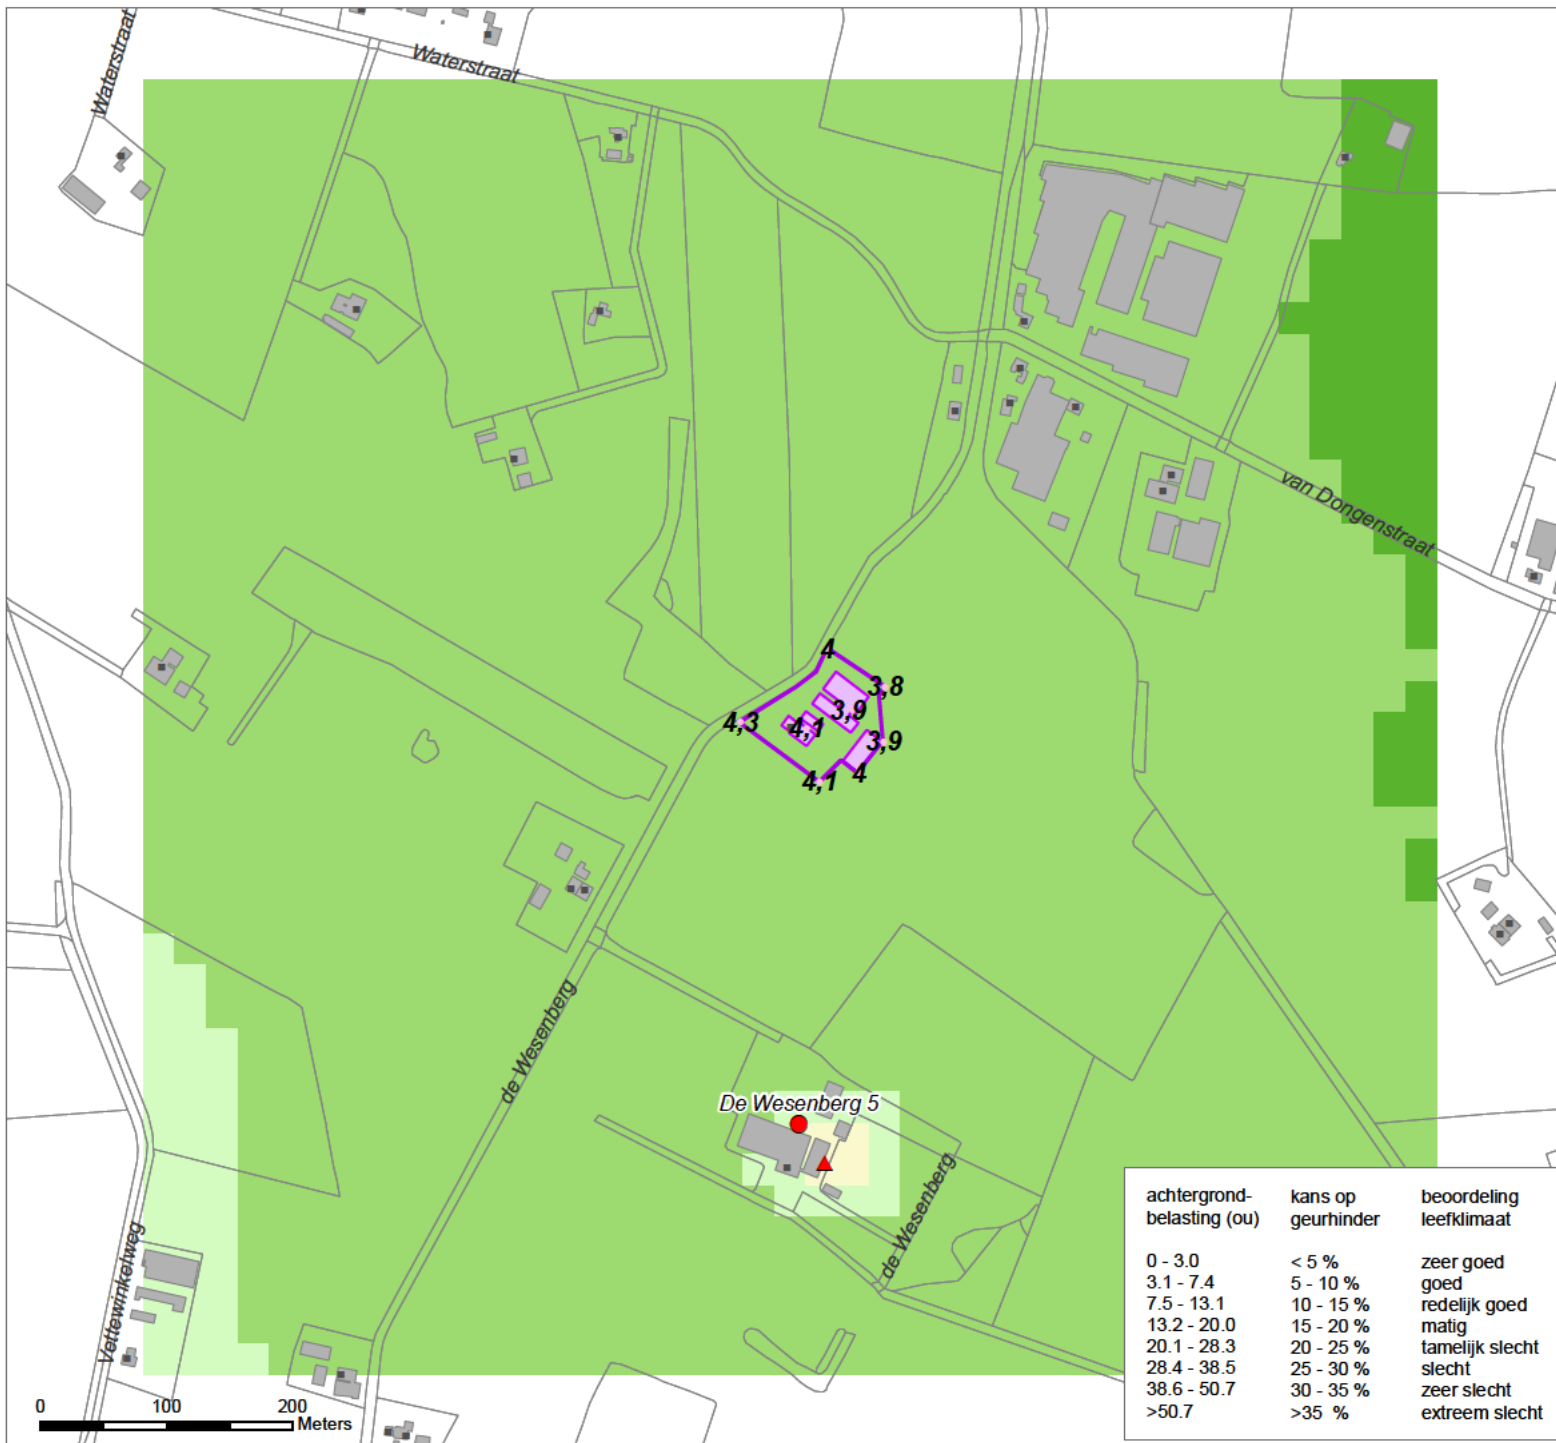 Waterstraat
Waterstraat
van Dongenstraat
4
3,8
3,9
4,3
4,1
3,9
4
4,1
de Wesenberg
De Wesenberg 5
de Wesenberg
Vettewinkelweg
0 100 200
Meters
achtergrond- kans op beoordeling
belasting (ou) geurhinder leefklimaat
0 - 3.0 < 5 % zeer goed
3.1 - 7.4 5 - 10 % goed
7.5 - 13.1 10 - 15 % redelijk goed
13.2 - 20.0 15 - 20 % matig
20.1 - 28.3 20 - 25 % tamelijk slecht
28.4 - 38.5 25 - 30 % slecht
38.6 - 50.7 30 - 35 % zeer slecht
>50.7 >35 % extreem slecht